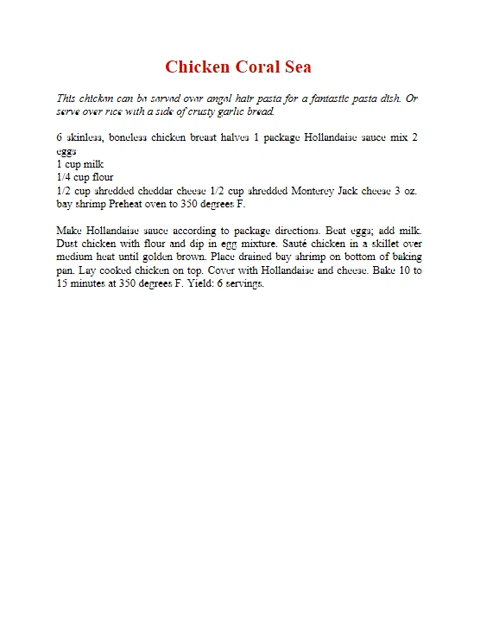 Chicken Coral Sea
This chicken can be served over angel hair pasta for a fantastic pasta dish. Or
serve over rice with a side of crusty garlic bread.
6 skinless, boneless chicken breast halves 1 package Hollandaise sauce mix 2
eggs
1 cup milk
1/4 cup flour
1/2 cup shredded cheddar cheese 1/2 cup shredded Monterey Jack cheese 3 oz.
bay shrimp Preheat oven to 350 degrees F.
Make Hollandaise sauce according to package directions. Beat eggs; add milk.
Dust chicken with flour and dip in egg mixture. Sauté chicken in a skillet over
medium heat until golden brown. Place drained bay shrimp on bottom of baking
pan. Lay cooked chicken on top. Cover with Hollandaise and cheese. Bake 10 to
15 minutes at 350 degrees F. Yield: 6 servings.